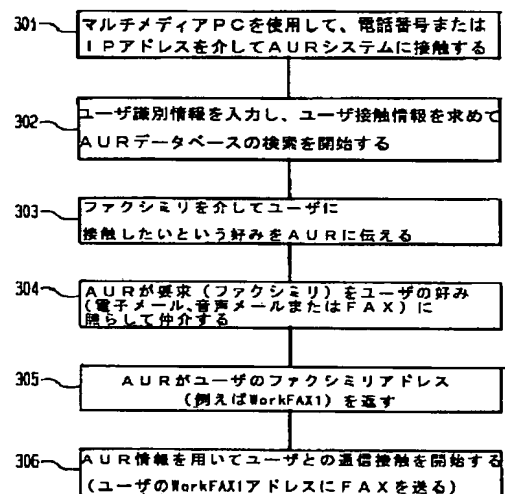 301
マルチメディアPCを使用して、電話番号または
IPアドレスを介してAURシステムに接触する
302
ユーザ識別情報を入力し、ユーザ接触情報を求めて
AURデータベースの検索を開始する
303
ファクシミリを介してユーザに
接触したいという好みをAURに伝える
304
AURが要求（ファクシミリ）をユーザの好み
（電子メール、音声メールまたはFAX）に
照らして仲介する
305
AURがユーザのファクシミリアドレス
（例えばWorkFAX1）を返す
306
AUR情報を用いてユーザとの通信接触を開始する
（ユーザのWorkFAX1アドレスにFAXを送る）